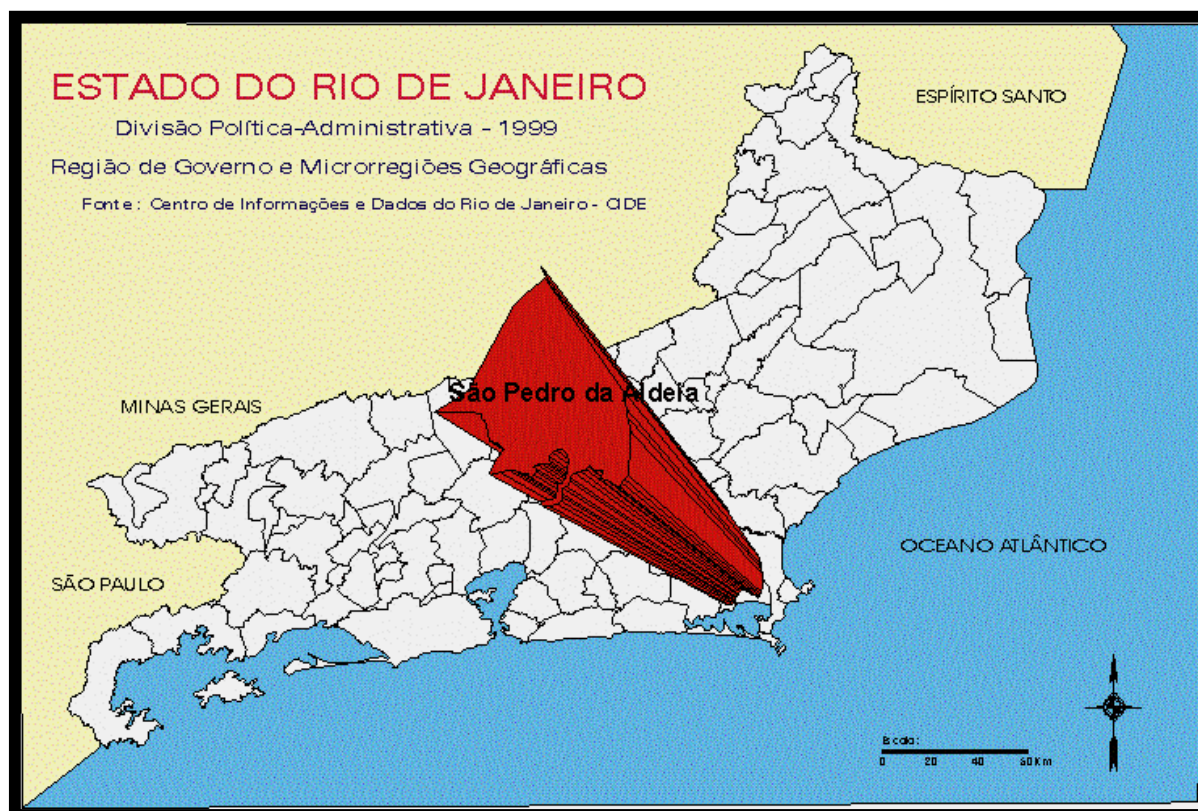 ESTADO DO RIO DE JANEIRO
Divisão Política-Administrativa - 1999
Região de Governo e Microrregiões Geográficas
Fonte: Centro de Informações e Dados do Rio de Janeiro - CIDE
ESPÍRITO SANTO
São Pedro da Aldeia
MINAS GERAIS
OCEANO ATLÂNTICO
SÃO PAULO
Escala:
0 20 40 60Km